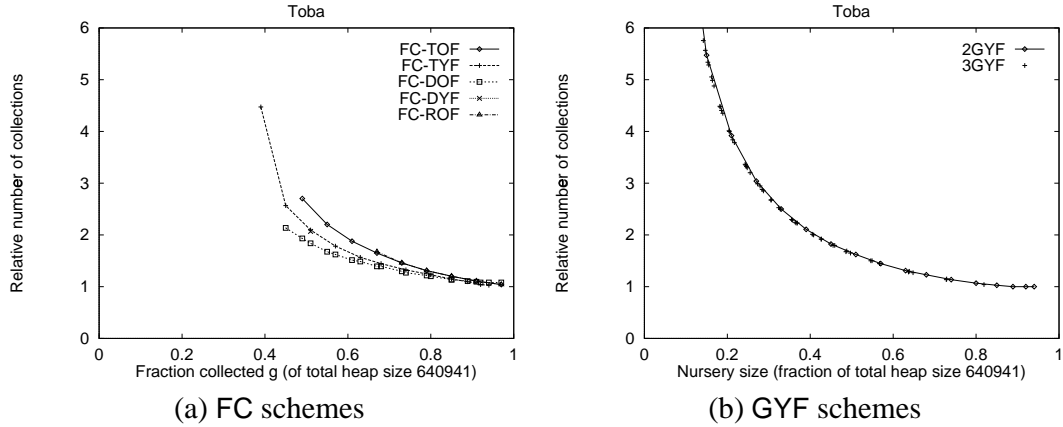 Toba
Relative number of collections
6
5
4
3
2
1
0
FC-TOF
FC-TYF
FC-DOF
FC-DYF
FC-ROF
0 0.2 0.4 0.6 0.8 1
Fraction collected g (of total heap size 640941)
(a) FC schemes
Toba
Relative number of collections
6
5
4
3
2
1
0
2GYF
3GYF
0 0.2 0.4 0.6 0.8 1
Nursery size (fraction of total heap size 640941)
(b) GYF schemes